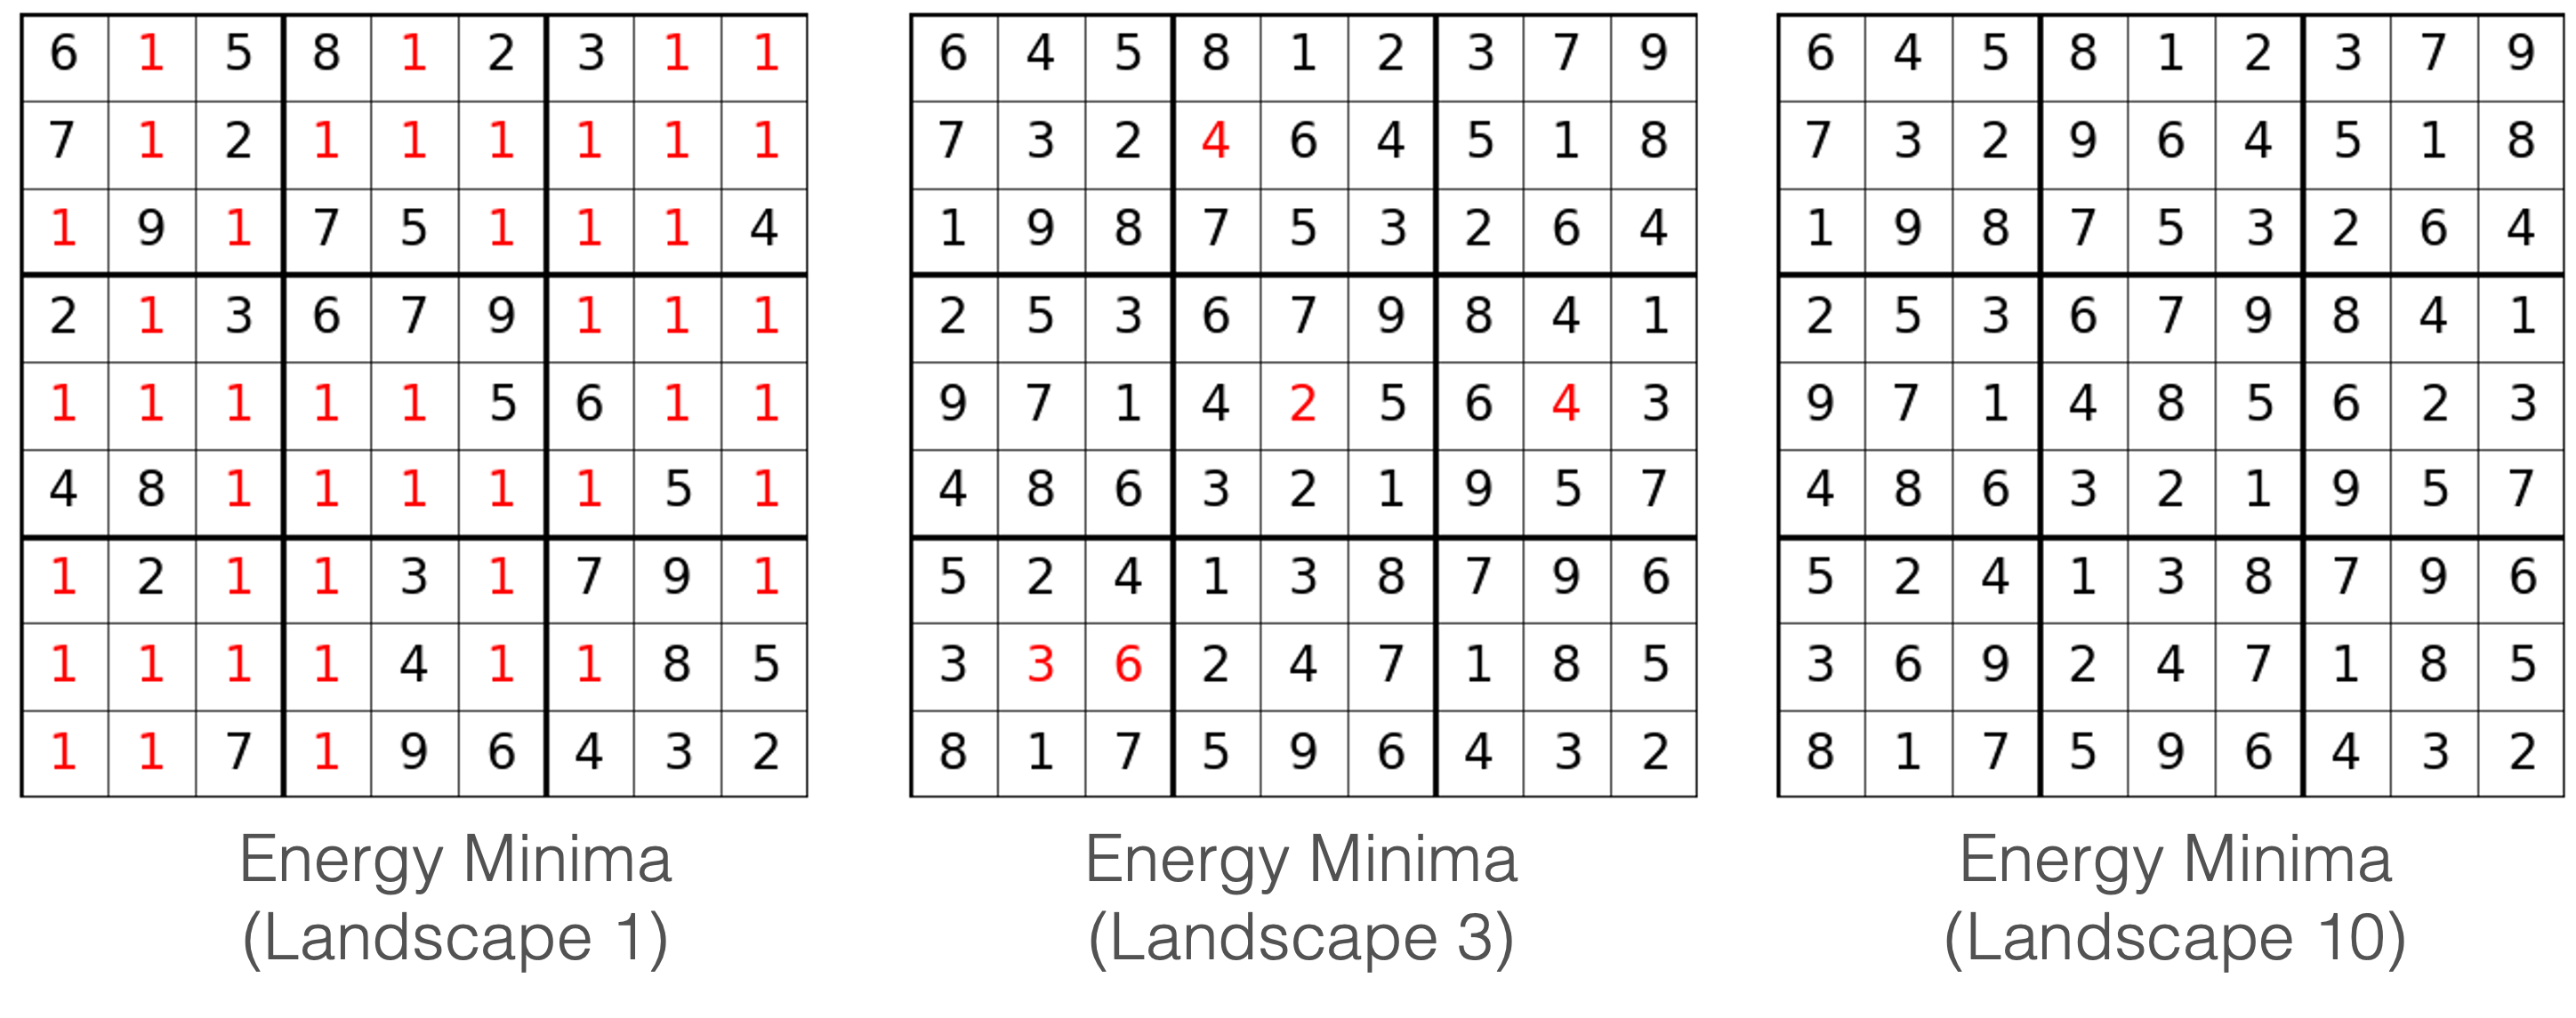 6 1 5 8 1 2 3 1 1
7 1 2 1 1 1 1 1 1
1 9 1 7 5 1 1 1 4
2 1 3 6 7 9 1 1 1
1 1 1 1 1 5 6 1 1
4 8 1 1 1 1 1 5 1
1 2 1 1 3 1 7 9 1
1 1 1 1 4 1 1 8 5
1 1 7 1 9 6 4 3 2
Energy Minima
(Landscape 1)
6 4 5 8 1 2 3 7 9
7 3 2 4 6 4 5 1 8
1 9 8 7 5 3 2 6 4
2 5 3 6 7 9 8 4 1
9 7 1 4 2 5 6 4 3
4 8 6 3 2 1 9 5 7
5 2 4 1 3 8 7 9 6
3 3 6 2 4 7 1 8 5
8 1 7 5 9 6 4 3 2
Energy Minima
(Landscape 3)
6 4 5 8 1 2 3 7 9
7 3 2 9 6 4 5 1 8
1 9 8 7 5 3 2 6 4
2 5 3 6 7 9 8 4 1
9 7 1 4 8 5 6 2 3
4 8 6 3 2 1 9 5 7
5 2 4 1 3 8 7 9 6
3 6 9 2 4 7 1 8 5
8 1 7 5 9 6 4 3 2
Energy Minima
(Landscape 10)